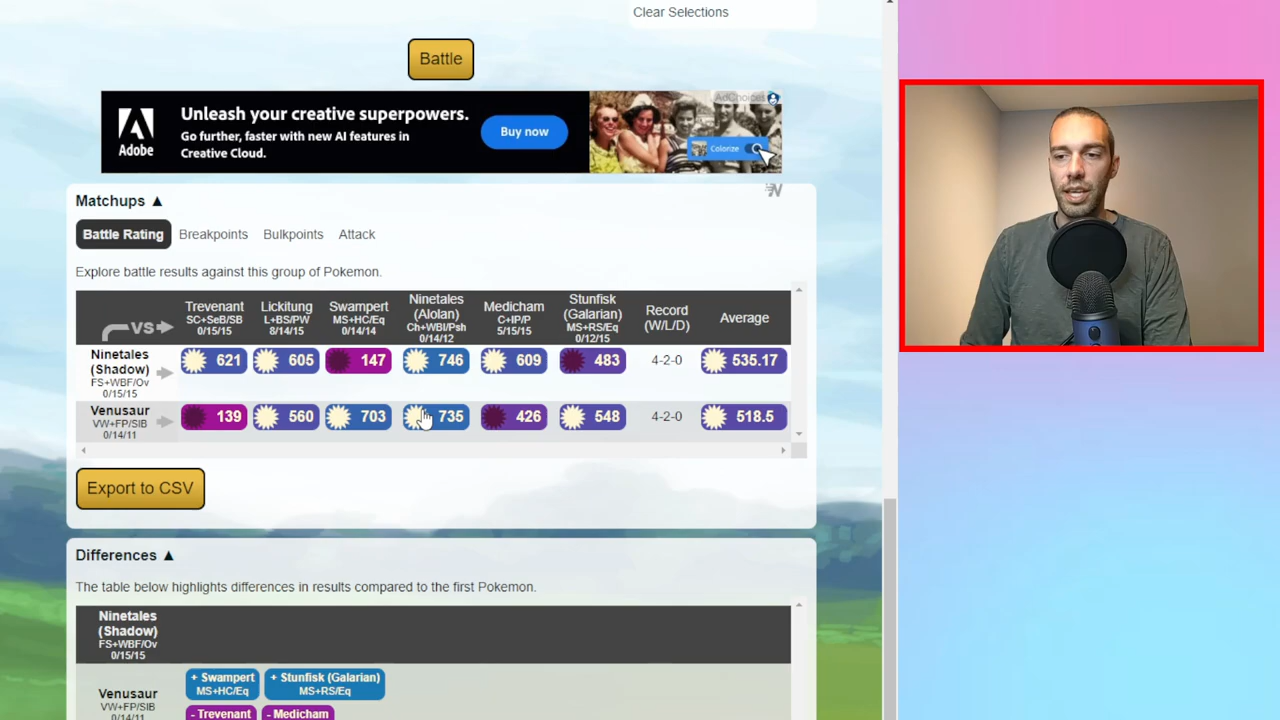 Clear Selections
Battle
AdChoices
Adobe
Unleash your creative superpowers.
Go further, faster with new AI features in
Creative Cloud.
Buy now
Colorize
Matchups ▲
N
Battle Rating Breakpoints Bulkpoints Attack
Explore battle results against this group of Pokemon.
VS
Trevenant
SC+SeB/SB
0/15/15
Lickitung
L+BS/PW
8/14/15
Swampert
MS+HC/Eq
0/14/14
Ninetales
(Alolan)
Ch+WBl/Psh
0/14/12
Medicham
C+IP/P
5/15/15
Stunfisk
(Galarian)
MS+RS/Eq
0/12/15
Record
(W/L/D)
Average
Ninetales
(Shadow)
FS+WBF/Ov
0/15/15
621 605 147 746 609 483 4-2-0 535.17
Venusaur
VW+FP/SlB
0/14/11
139 560 703 735 426 548 4-2-0 518.5
Export to CSV
Differences ▲
The table below highlights differences in results compared to the first Pokemon.
Ninetales
(Shadow)
FS+WBF/Ov
0/15/15
Venusaur
VW+FP/SlB
0/14/11
+ Swampert
MS+HC/Eq
+ Stunfisk (Galarian)
MS+RS/Eq
- Trevenant
- Medicham